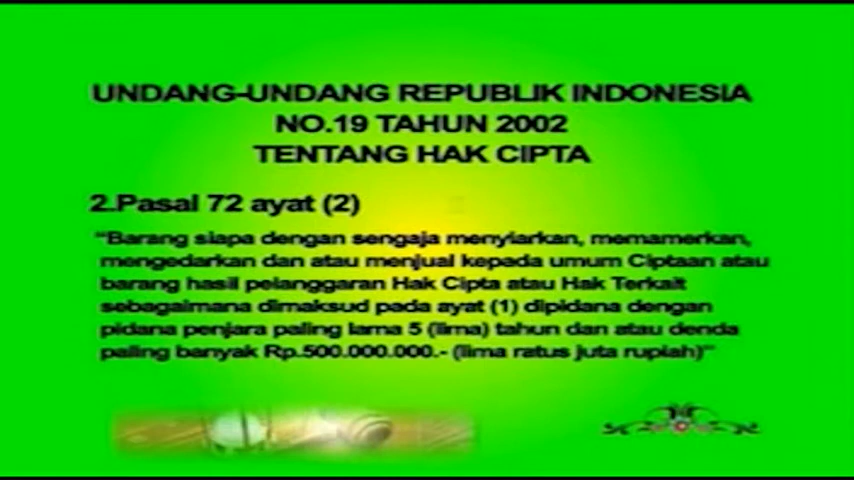 UNDANG-UNDANG REPUBLIK INDONESIA
NO.19 TAHUN 2002
TENTANG HAK CIPTA
2.Pasal 72 ayat (2)
"Barang siapa dengan sengaja menyiarkan, memamerkan,
mengedarkan dan atau menjual kepada umum Ciptaan atau
barang hasil pelanggaran Hak Cipta atau Hak Terkait
sebagaimana dimaksud pada ayat (1) dipidana dengan
pidana penjara paling lama 5 (lima) tahun dan atau denda
paling banyak Rp.500.000.000.- (lima ratus juta rupiah)"